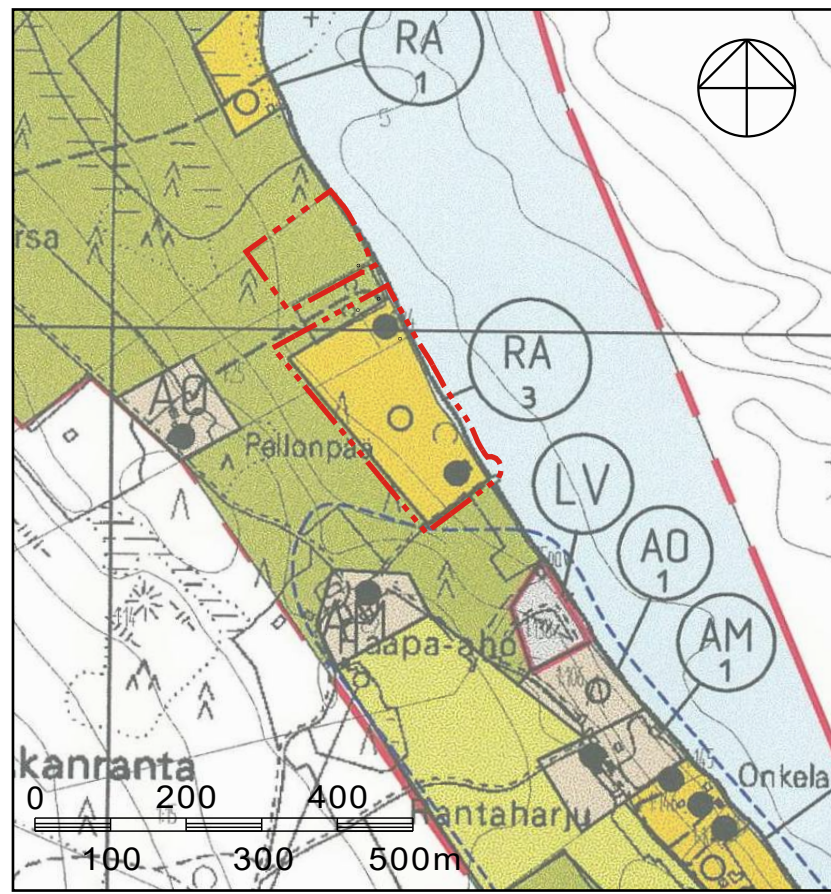 RA
1
5
rsa
RA
3
AO
Pellonpää
LV
AO
1
AM
1
AM
Haapa-aho
kanranta
Onkela
Rantaharju
0 200 400
100 300 500m